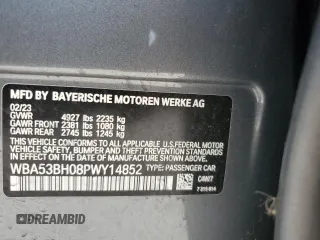 MFD BY BAYERISCHE MOTOREN WERKE AG
02/23
GVWR 4927 lbs 2235 kg
GAWR FRONT 2381 lbs 1080 kg
GAWR REAR 2745 lbs 1245 kg
THIS VEHICLE CONFORMS TO ALL APPLICABLE U.S. FEDERAL MOTOR
VEHICLE SAFETY, BUMPER, AND THEFT PREVENTION STANDARDS
IN EFFECT ON THE DATE OF MANUFACTURE SHOWN ABOVE.
WBA53BH08PWY14852 TYPE: PASSENGER CAR